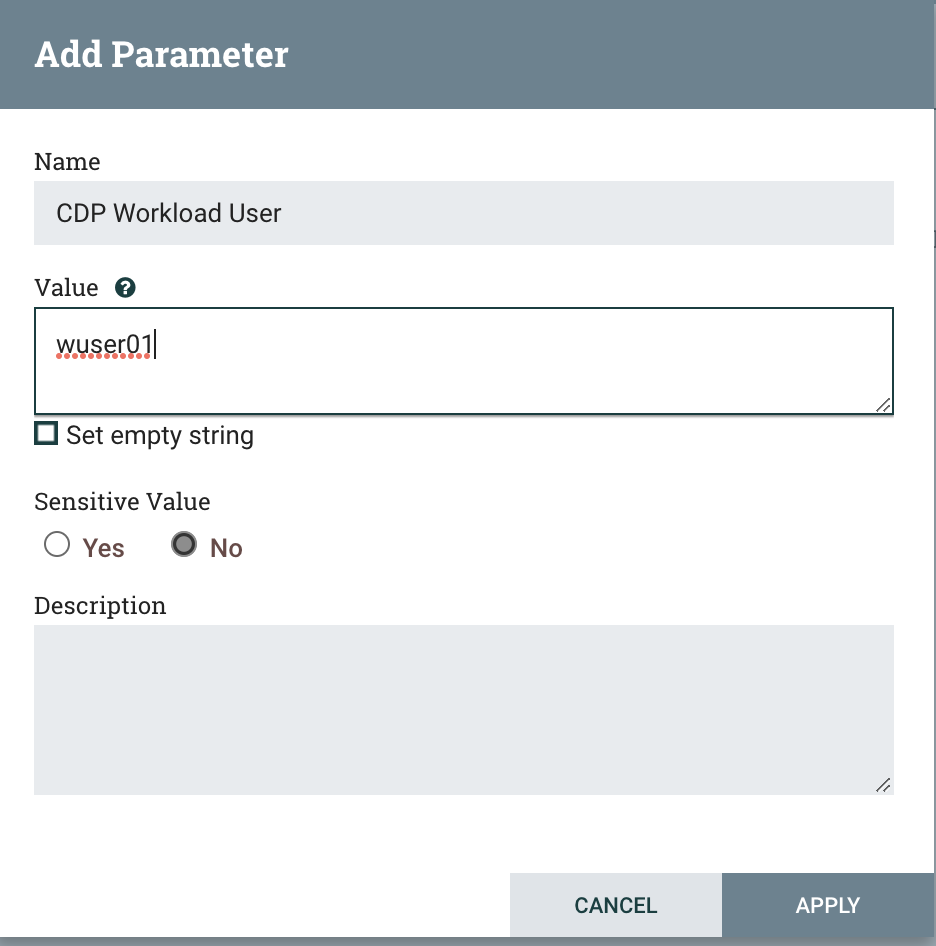 Add Parameter
Name
CDP Workload User
Value ?
wuser01
Set empty string
Sensitive Value
Yes No
Description
CANCEL APPLY